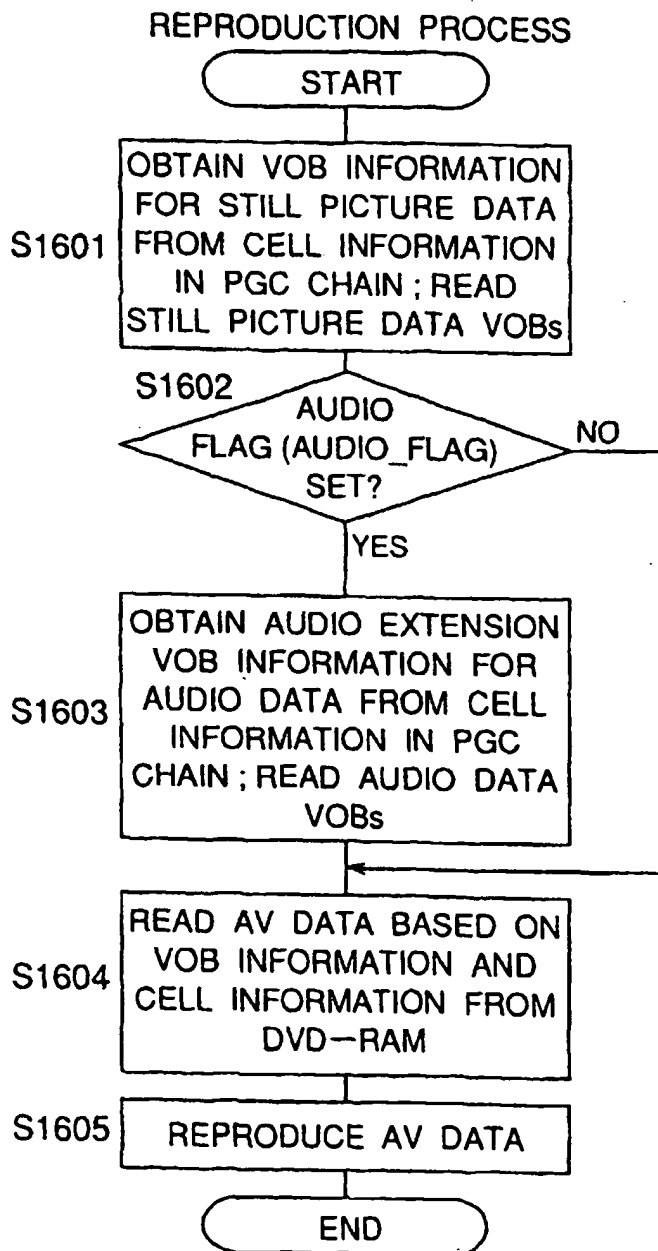 REPRODUCTION PROCESS
START
S1601
OBTAIN VOB INFORMATION
FOR STILL PICTURE DATA
FROM CELL INFORMATION
IN PGC CHAIN ; READ
STILL PICTURE DATA VOBs
S1602
AUDIO
FLAG (AUDIO_FLAG)
SET?
NO
YES
S1603
OBTAIN AUDIO EXTENSION
VOB INFORMATION FOR
AUDIO DATA FROM CELL
INFORMATION IN PGC
CHAIN ; READ AUDIO DATA
VOBs
S1604
READ AV DATA BASED ON
VOB INFORMATION AND
CELL INFORMATION FROM
DVD-RAM
S1605
REPRODUCE AV DATA
END